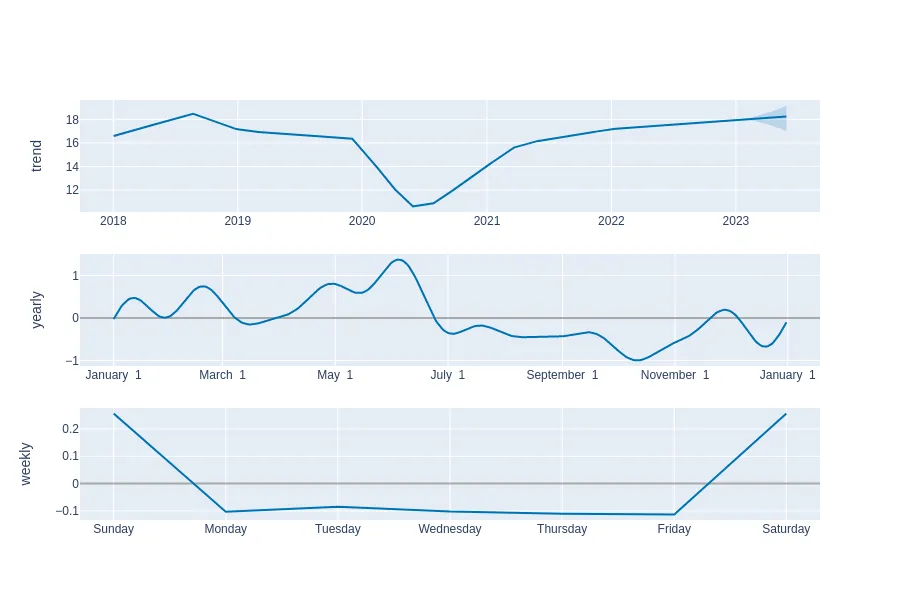 trend
18
16
14
12
2018 2019 2020 2021 2022 2023
yearly
1
0
−1
January 1 March 1 May 1 July 1 September 1 November 1 January 1
weekly
0.2
0.1
0
−0.1
Sunday Monday Tuesday Wednesday Thursday Friday Saturday